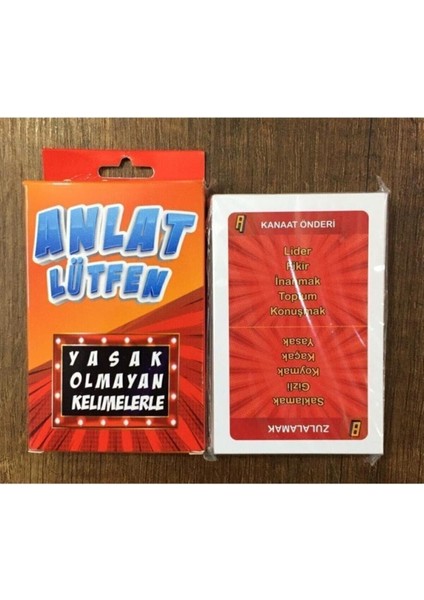 ANLAT
LÜTFEN
YASAK
OLMAYAN
KELİMELERLE
A KANAAT ÖNDERİ
Lider
Fikir
İnanmak
Toplum
Konuşmak
B ZULALAMAK
Saklamak
Gizli
Koymak
Kaçak
Yasak